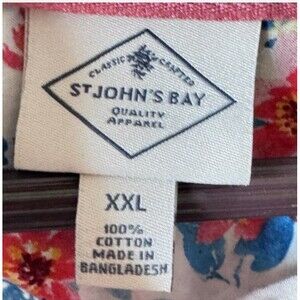 CLASSIC CRAFTED
ST JOHN'S BAY
QUALITY
APPAREL
XXL
100%
COTTON
MADE IN
BANGLADESH